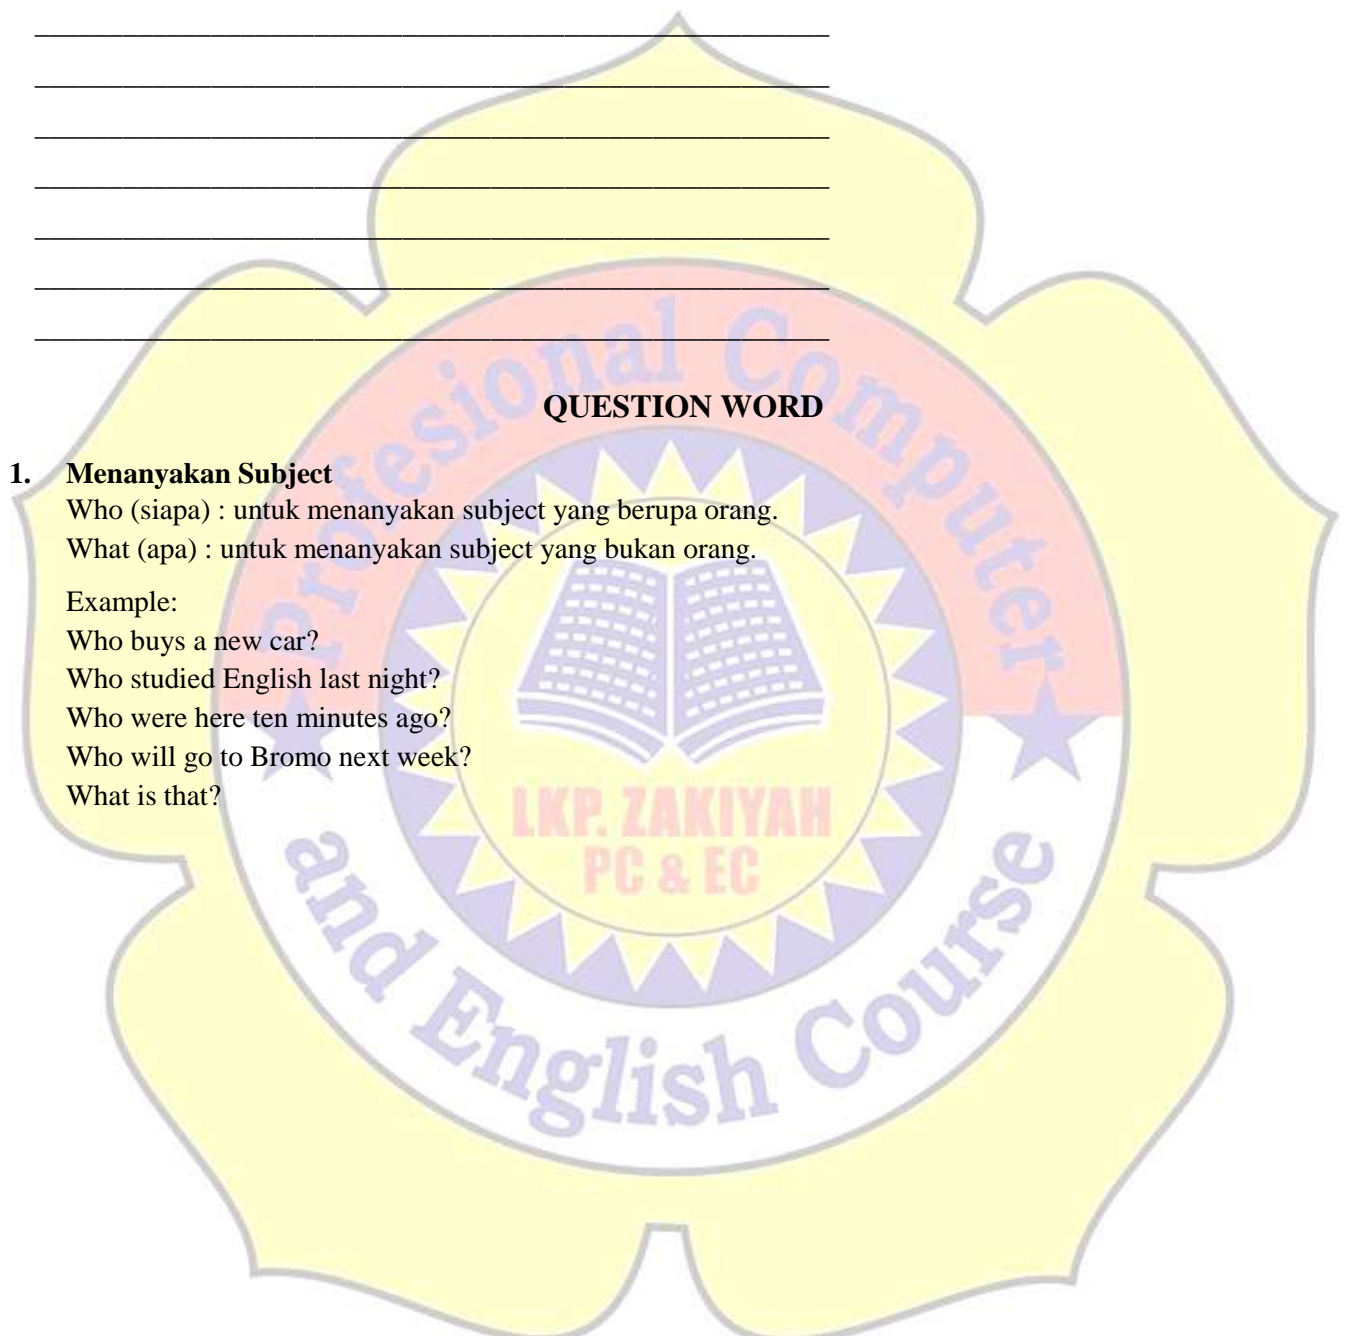 QUESTION WORD
1. Menanyakan Subject
Who (siapa) : untuk menanyakan subject yang berupa orang.
What (apa) : untuk menanyakan subject yang bukan orang.
Example:
Who buys a new car?
Who studied English last night?
Who were here ten minutes ago?
Who will go to Bromo next week?
What is that?
Profesional Computer
LKP. ZAKIYAH
PC & EC
and English Course